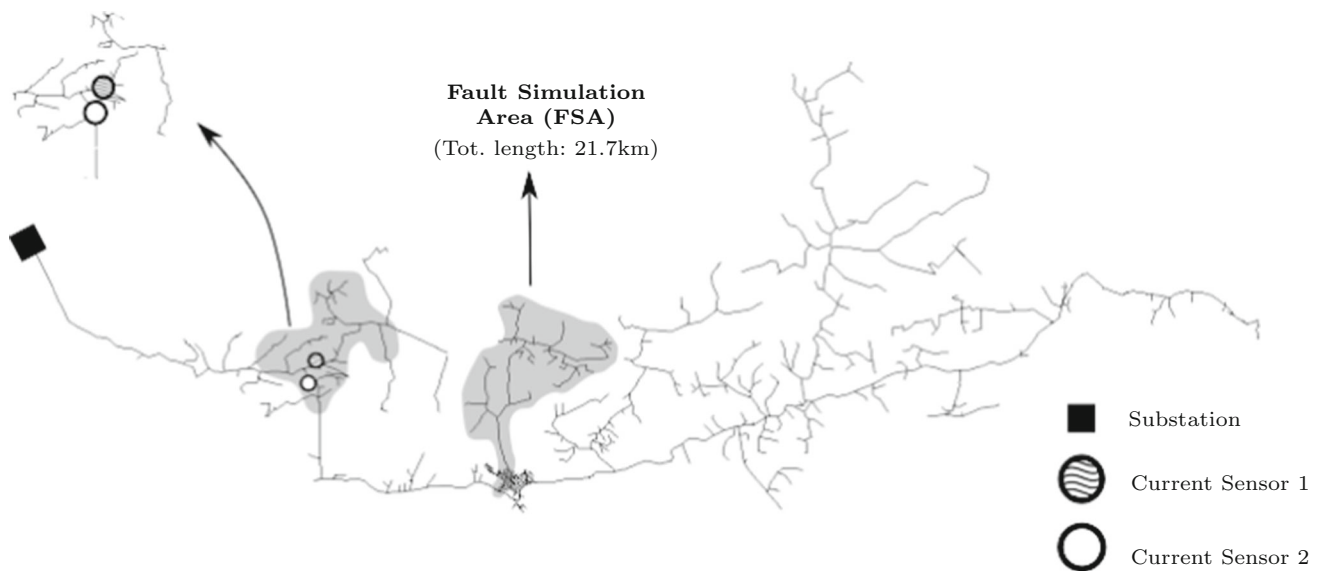 Fault Simulation
Area (FSA)
(Tot. length: 21.7km)
Substation
Current Sensor 1
Current Sensor 2